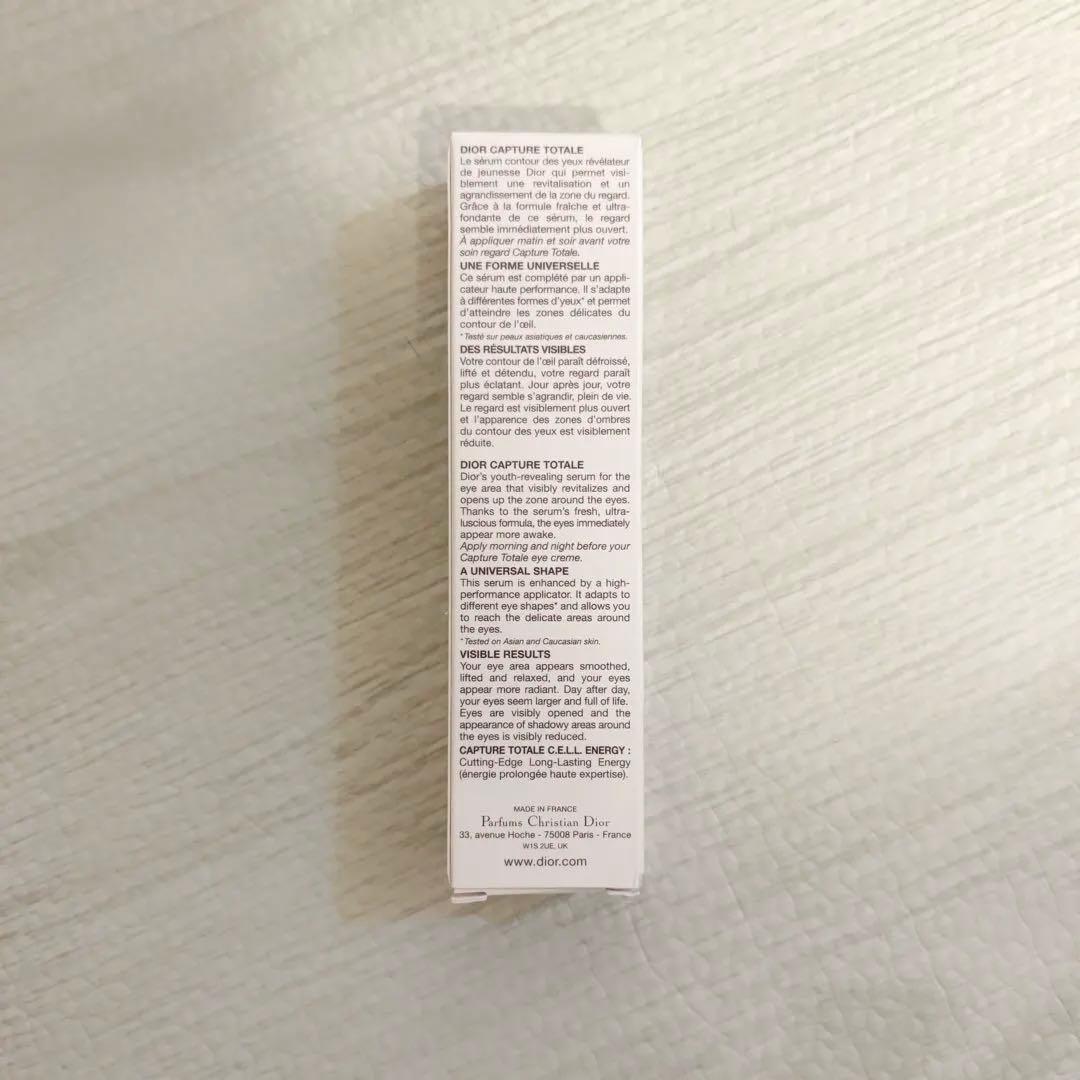 DIOR CAPTURE TOTALE
Le sérum contour des yeux révélateur
de jeunesse Dior qui permet visi-
blement une revitalisation et un
agrandissement de la zone du regard.
Grâce à la formule fraîche et ultra-
fondante de ce sérum, le regard
semble immédiatement plus ouvert.
À appliquer matin et soir avant votre
soin regard Capture Totale.
UNE FORME UNIVERSELLE
Ce sérum est complété par un appli-
cateur haute performance. Il s'adapte
à différentes formes d'yeux* et permet
d'atteindre les zones délicates du
contour de l'œil.
*Testé sur peaux asiatiques et caucasiennes.
DES RÉSULTATS VISIBLES
Votre contour de l'œil paraît défroissé,
lifté et détendu, votre regard paraît
plus éclatant. Jour après jour, votre
regard semble s'agrandir, plein de vie.
Le regard est visiblement plus ouvert
et l'apparence des zones d'ombres
du contour des yeux est visiblement
réduite.
DIOR CAPTURE TOTALE
Dior's youth-revealing serum for the
eye area that visibly revitalizes and
opens up the zone around the eyes.
Thanks to the serum's fresh, ultra-
luscious formula, the eyes immediately
appear more awake.
Apply morning and night before your
Capture Totale eye creme.
A UNIVERSAL SHAPE
This serum is enhanced by a high-
performance applicator. It adapts to
different eye shapes* and allows you
to reach the delicate areas around
the eyes.
*Tested on Asian and Caucasian skin.
VISIBLE RESULTS
Your eye area appears smoothed,
lifted and relaxed, and your eyes
appear more radiant. Day after day,
your eyes seem larger and full of life.
Eyes are visibly opened and the
appearance of shadowy areas around
the eyes is visibly reduced.
CAPTURE TOTALE C.E.L.L. ENERGY :
Cutting-Edge Long-Lasting Energy
(énergie prolongée haute expertise).
MADE IN FRANCE
Parfums Christian Dior
33, avenue Hoche - 75008 Paris - France
W1S 2UE, UK
www.dior.com